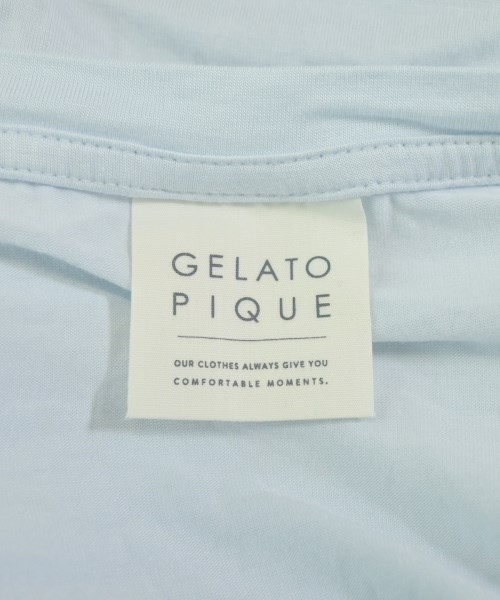 GELATO
PIQUE
OUR CLOTHES ALWAYS GIVE YOU
COMFORTABLE MOMENTS.